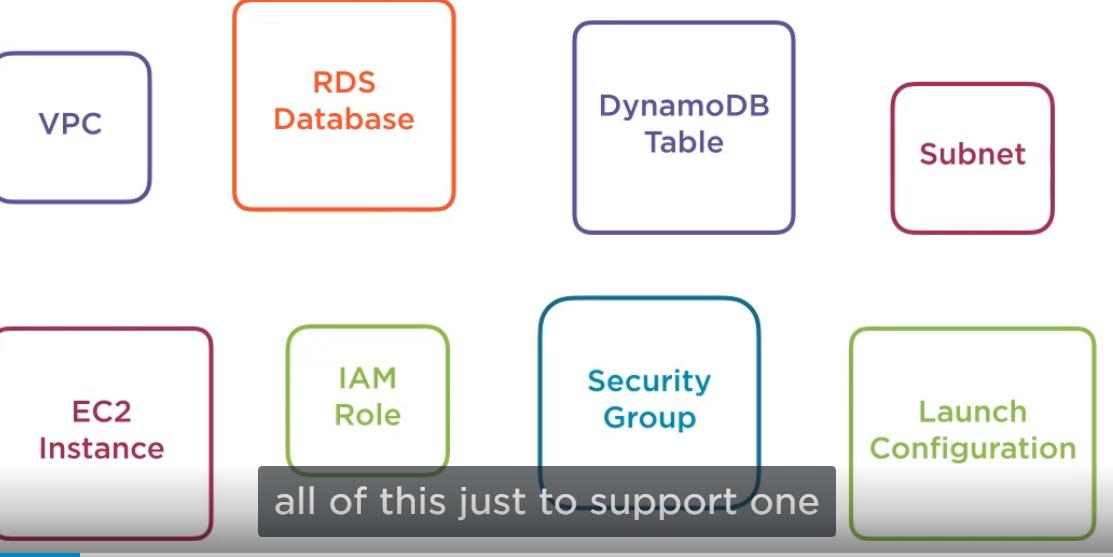 VPC
RDS
Database
DynamoDB
Table
Subnet
EC2
Instance
IAM
Role
Security
Group
Launch
Configuration
all of this just to support one